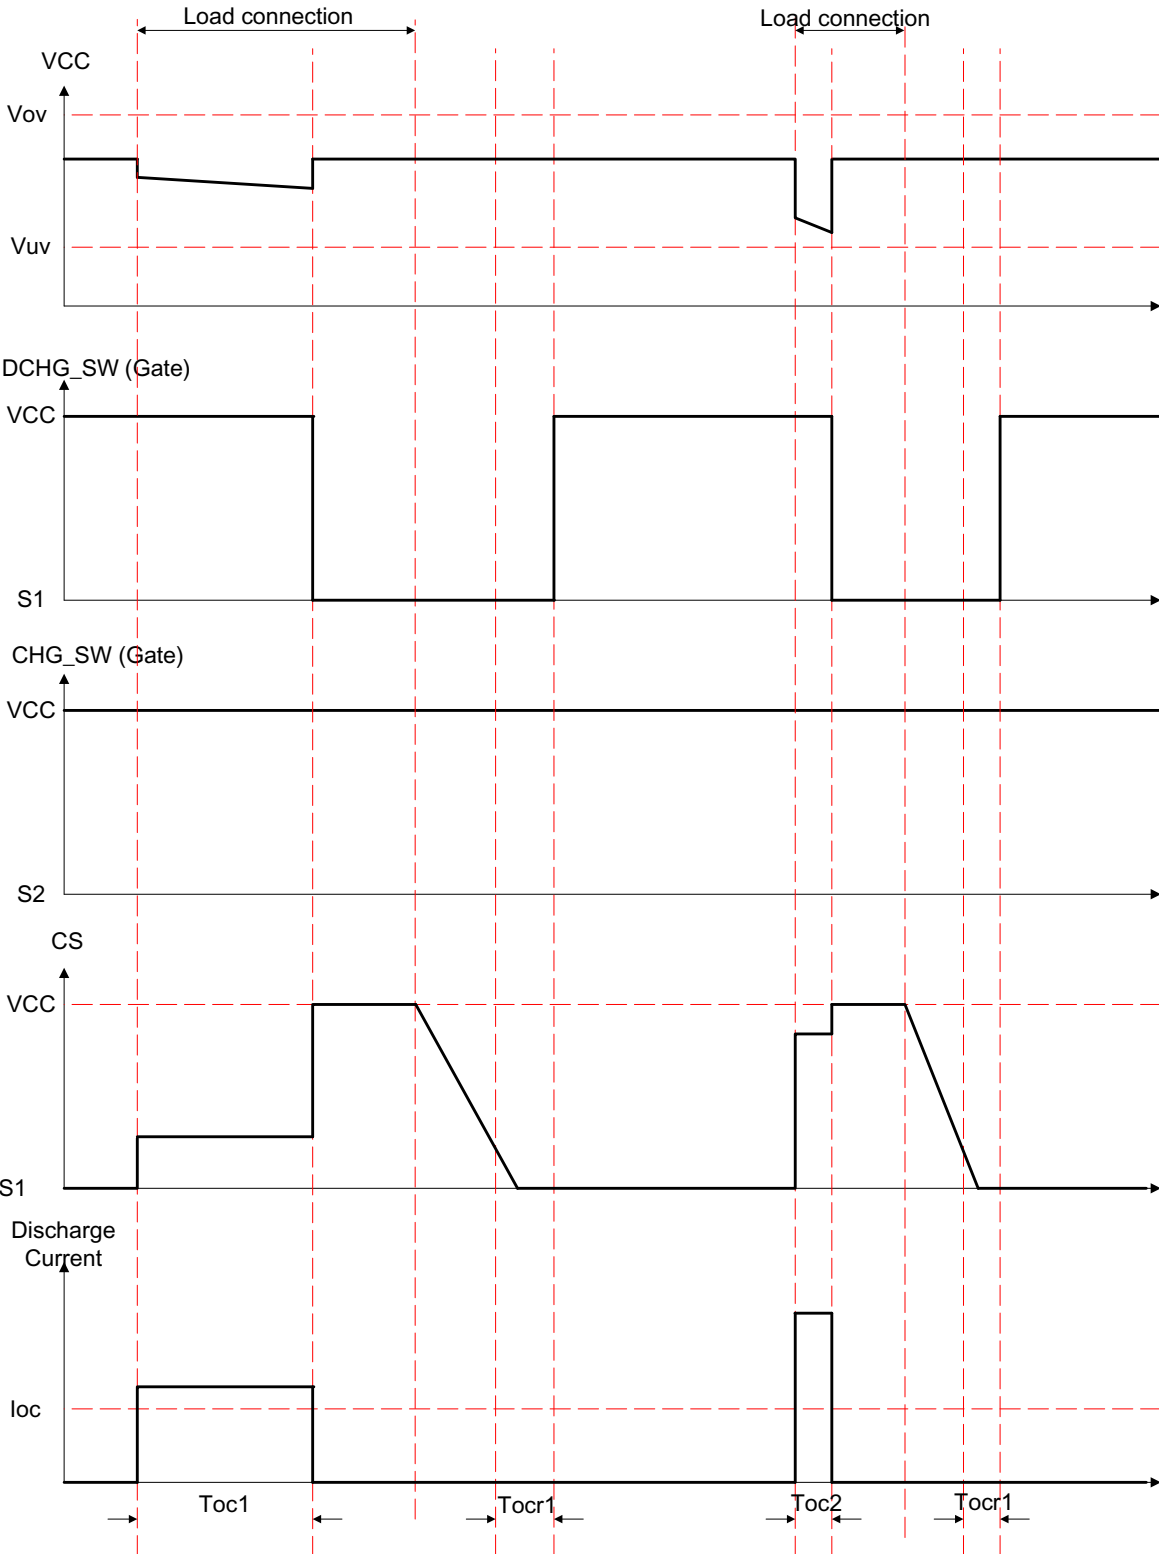 Load connection
Load connection
VCC
Vov
Vuv
DCHG_SW (Gate)
VCC
S1
CHG_SW (Gate)
VCC
S2
CS
VCC
S1
Discharge
Current
Ioc
Toc1
Tocr1
Toc2
Tocr1